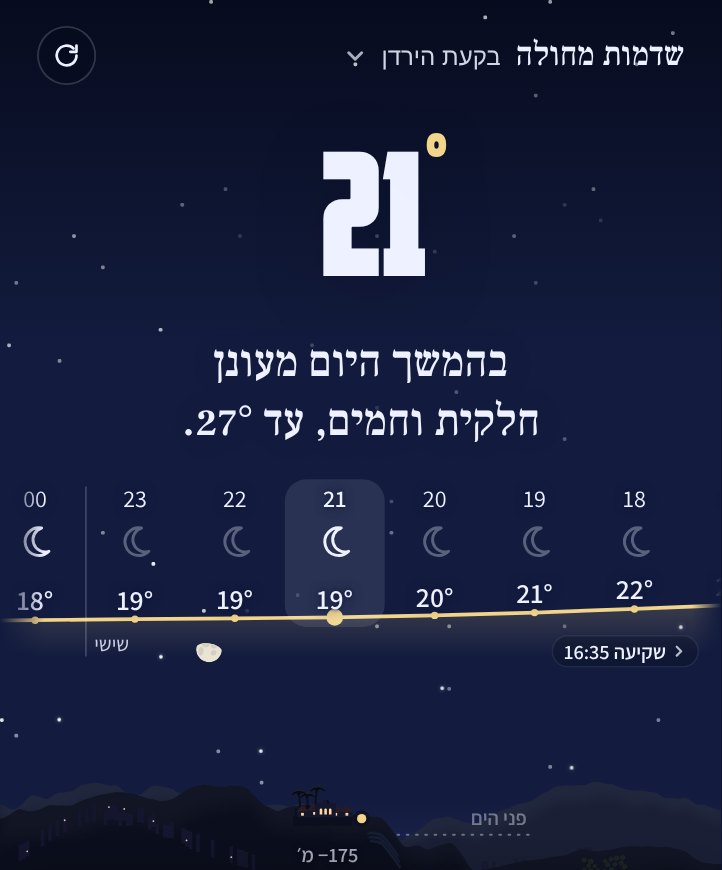 שדמות מחולה בקעת הירדן
21°
בהמשך היום מעונן
חלקית וחמים, עד 27°.
18 19 20 21 22 23 00
22° 21° 20° 19° 19° 19° 18°
שקיעה 16:35
שישי
פני הים
−175 מ׳